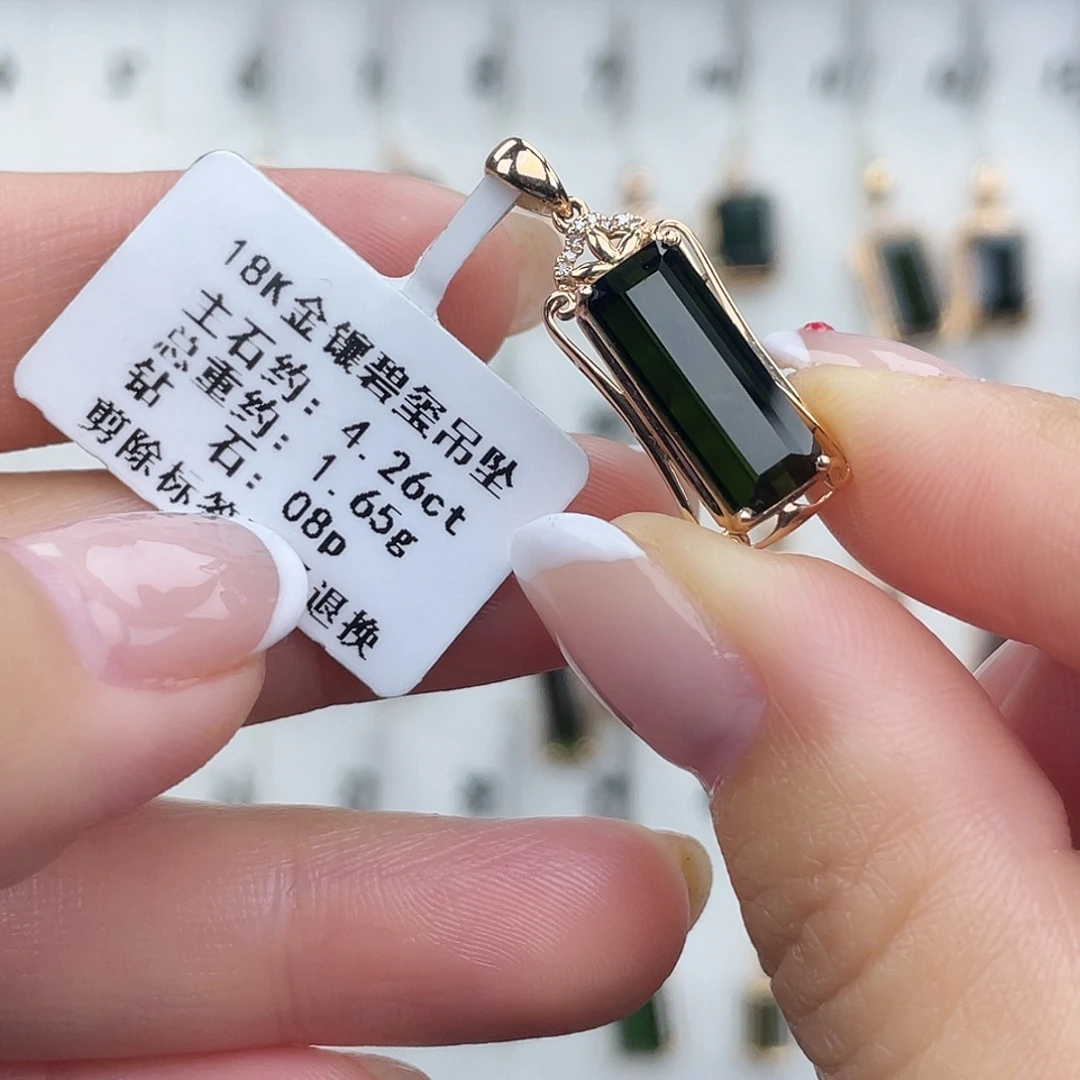 18K金镶碧玺吊坠
主石约: 4.26ct
总重约: 1.65g
钻 石: 08p
剪除标签 退换